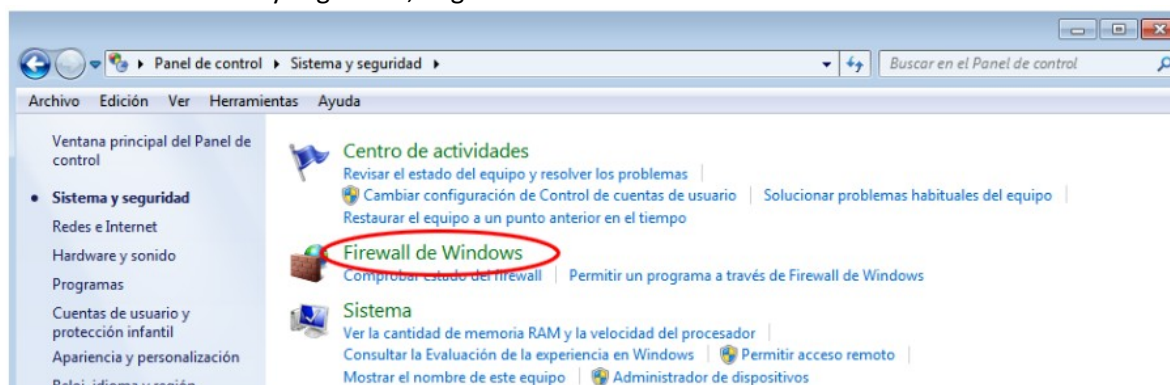 Panel de control Sistema y seguridad
Buscar en el Panel de control
Archivo Edición Ver Herramientas Ayuda
Ventana principal del Panel de
control
Sistema y seguridad
Redes e Internet
Hardware y sonido
Programas
Cuentas de usuario y
protección infantil
Apariencia y personalización
Reloj, idioma y región
Centro de actividades
Revisar el estado del equipo y resolver los problemas
Cambiar configuración de Control de cuentas de usuario Solucionar problemas habituales del equipo
Restaurar el equipo a un punto anterior en el tiempo
Firewall de Windows
Comprobar estado del firewall Permitir un programa a través de Firewall de Windows
Sistema
Ver la cantidad de memoria RAM y la velocidad del procesador
Consultar la Evaluación de la experiencia en Windows Permitir acceso remoto
Mostrar el nombre de este equipo Administrador de dispositivos